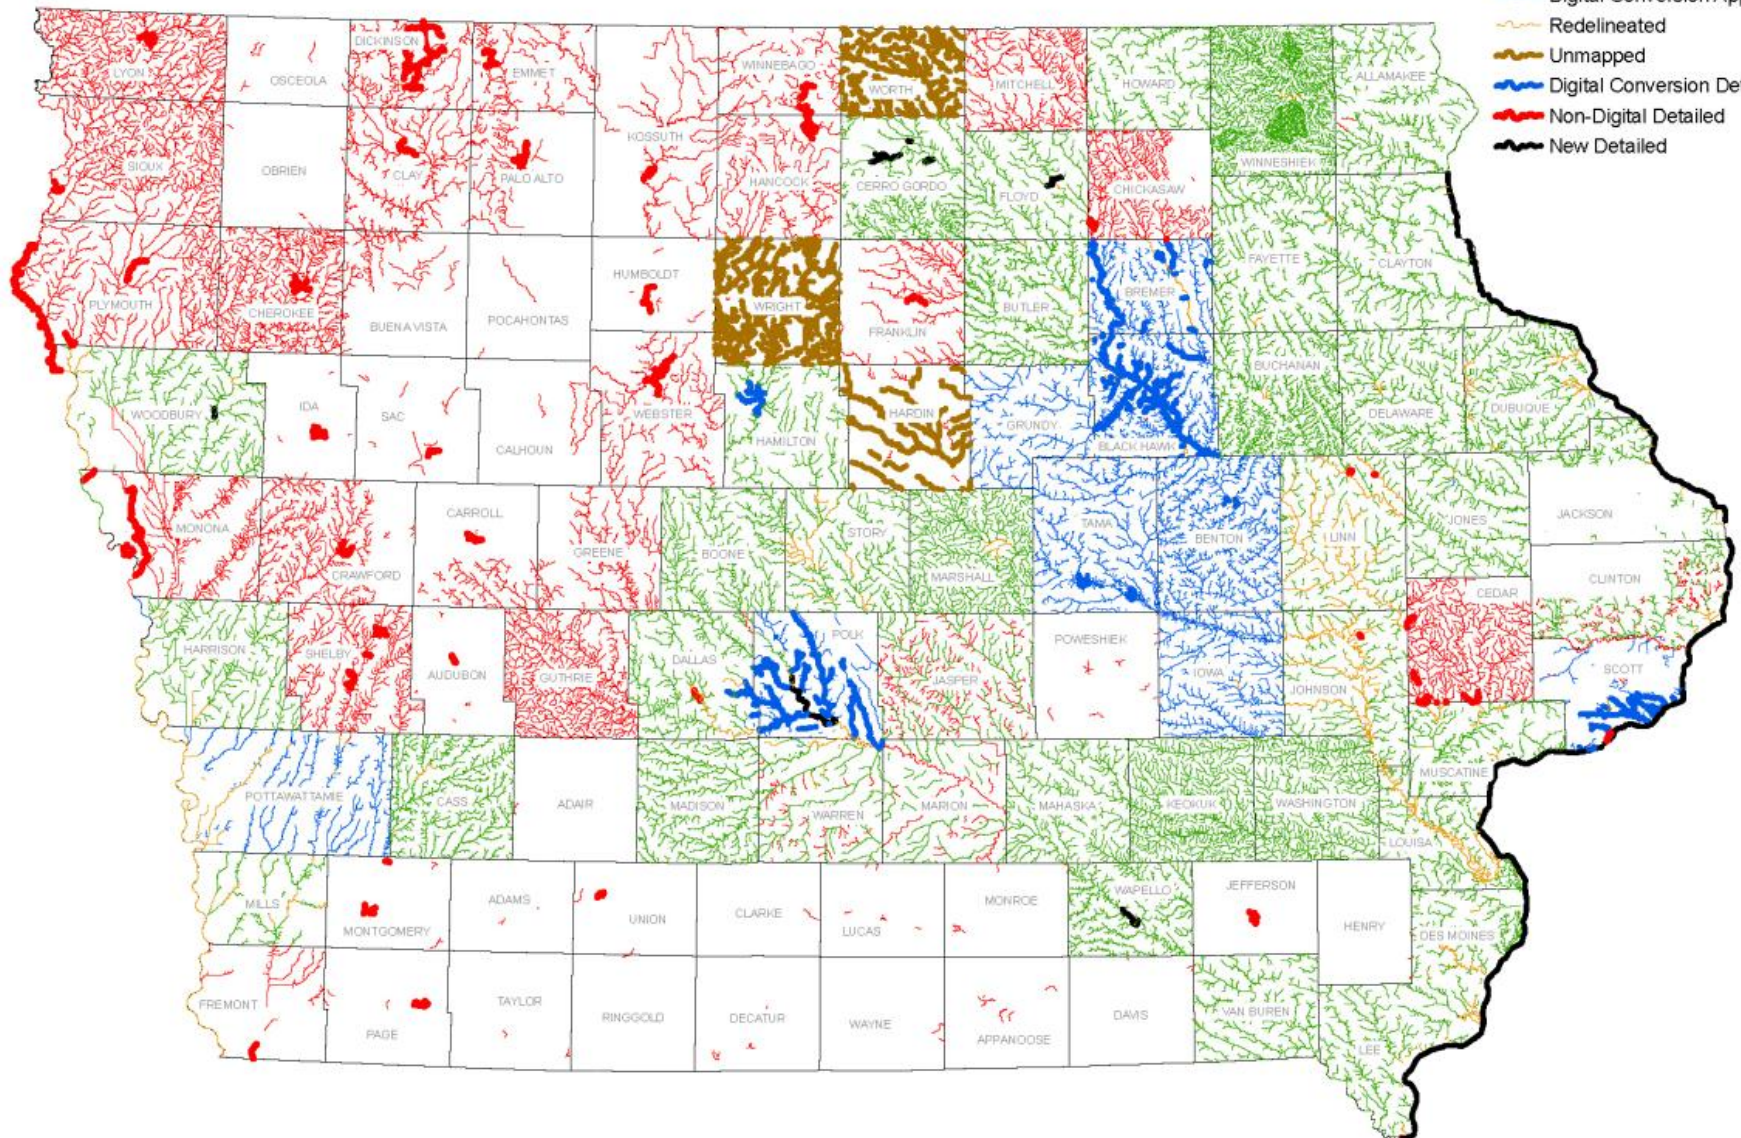 Digital Conversion App
Redelineated
Unmapped
Digital Conversion Det
Non-Digital Detailed
New Detailed
LYON
OSCEOLA
DICKINSON
EMMET
WINNEBAGO
WORTH
MITCHELL
HOWARD
WINNESHIEK
ALLAMAKEE
SIOUX
OBRIEN
CLAY
PALO ALTO
KOSSUTH
HANCOCK
CERRO GORDO
FLOYD
CHICKASAW
PLYMOUTH
CHEROKEE
BUENA VISTA
POCAHONTAS
HUMBOLDT
WRIGHT
FRANKLIN
BUTLER
BREMER
FAYETTE
CLAYTON
WOODBURY
IDA
SAC
CALHOUN
WEBSTER
HAMILTON
HARDIN
GRUNDY
BLACK HAWK
BUCHANAN
DELAWARE
DUBUQUE
MONONA
CRAWFORD
CARROLL
GREENE
BOONE
STORY
MARSHALL
TAMA
BENTON
LINN
JONES
JACKSON
CLINTON
CEDAR
HARRISON
SHELBY
AUDUBON
GUTHRIE
DALLAS
POLK
JASPER
POWESHIEK
IOWA
JOHNSON
SCOTT
MUSCATINE
POTTAWATTAMIE
CASS
ADAIR
MADISON
WARREN
MARION
MAHASKA
KEOKUK
WASHINGTON
LOUISA
MILLS
MONTGOMERY
ADAMS
UNION
CLARKE
LUCAS
MONROE
WAPELLO
JEFFERSON
HENRY
DES MOINES
FREMONT
PAGE
TAYLOR
RINGGOLD
DECATUR
WAYNE
APPANOOSE
DAVIS
VAN BUREN
LEE